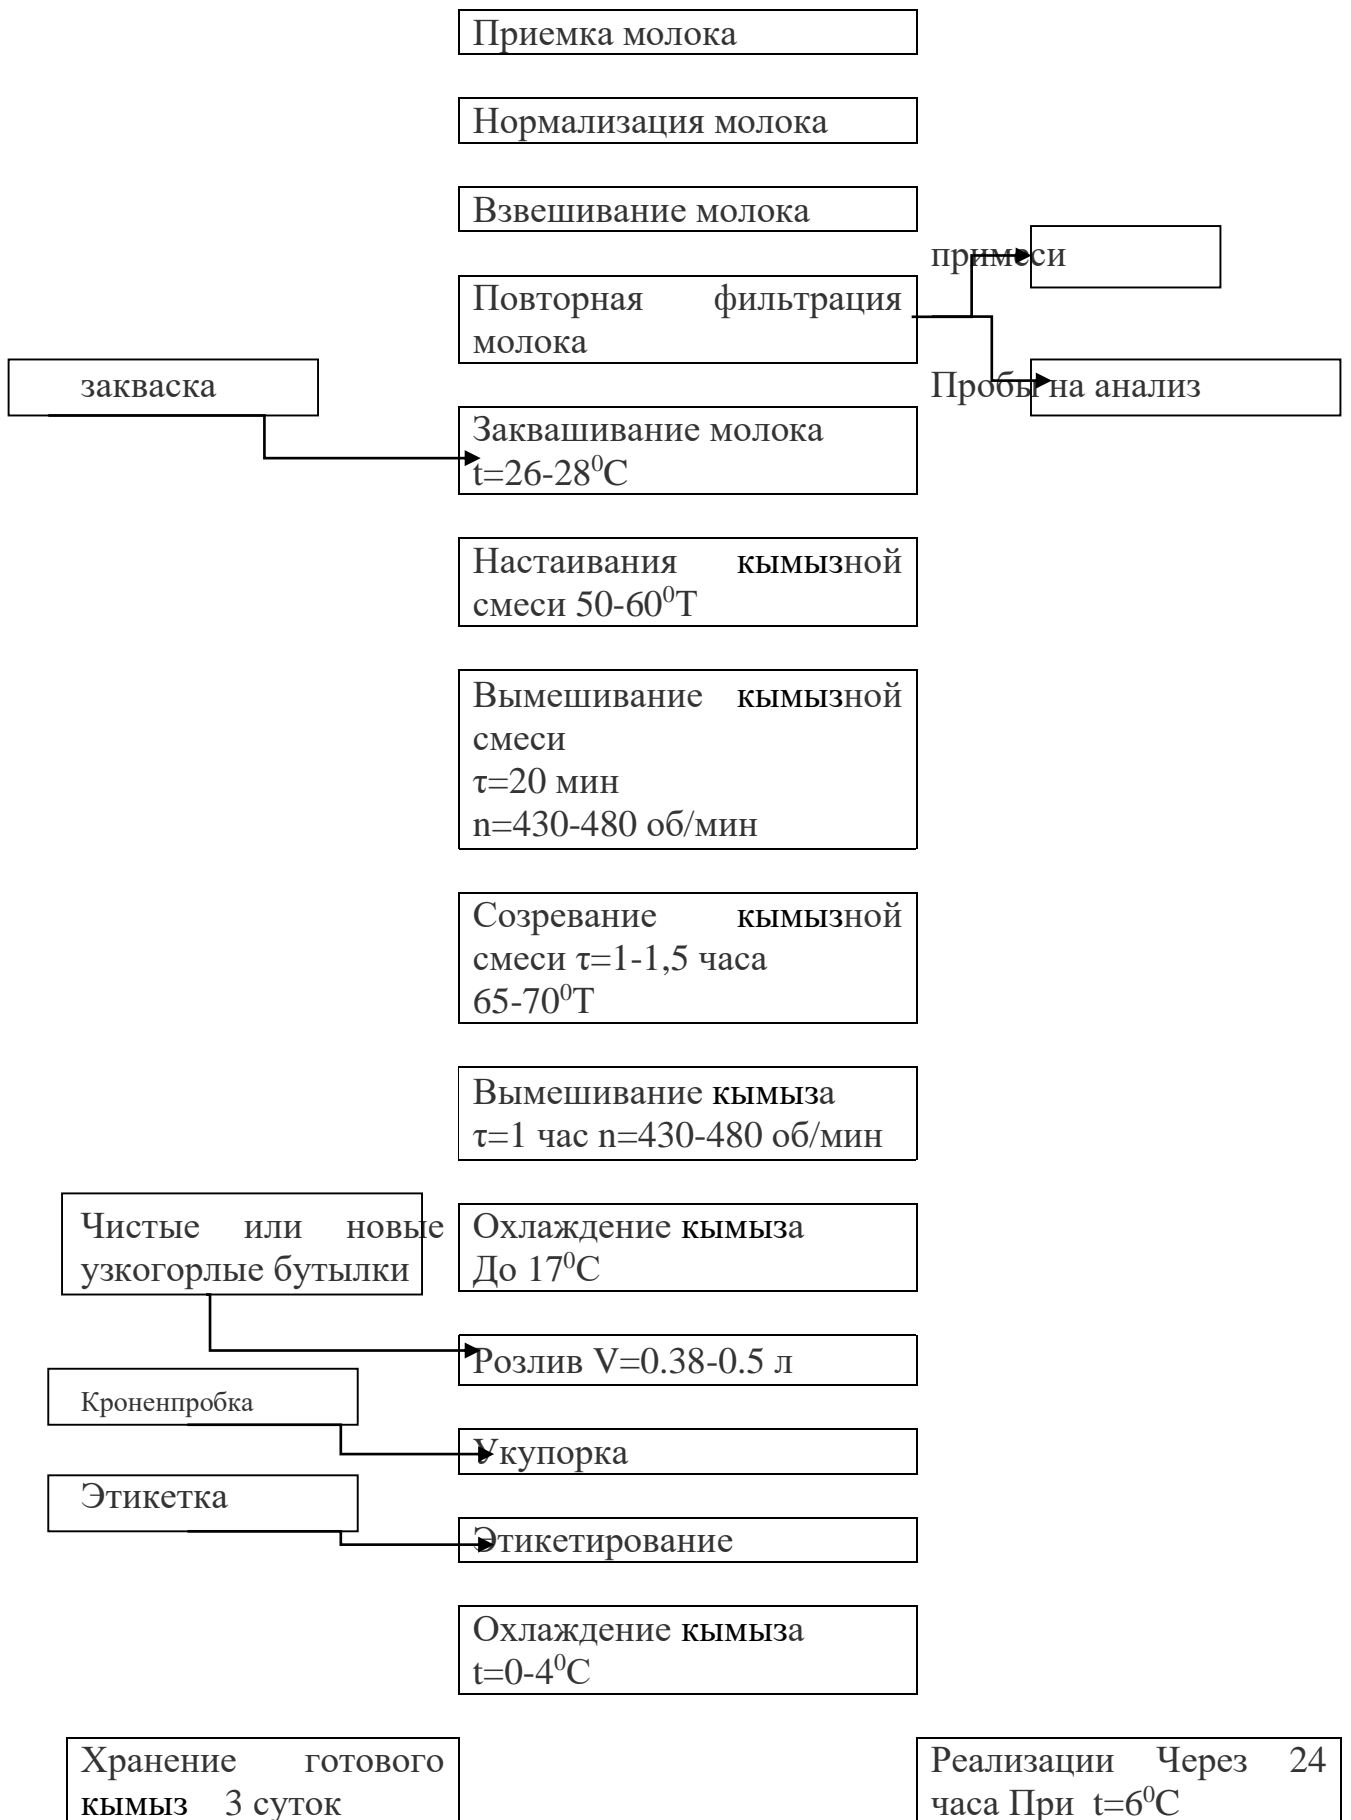 Приемка молока
Нормализация молока
Взвешивание молока
примеси
Повторная фильтрация
молока
закваска
Пробы на анализ
Заквашивание молока
t=26-28⁰С
Настаивания кымызной
смеси 50-60⁰Т
Вымешивание кымызной
смеси
τ=20 мин
n=430-480 об/мин
Созревание кымызной
смеси τ=1-1,5 часа
65-70⁰Т
Вымешивание кымыза
τ=1 час n=430-480 об/мин
Чистые или новые
узкогорлые бутылки
Охлаждение кымыза
До 17⁰С
Розлив V=0.38-0.5 л
Кроненпробка
Укупорка
Этикетка
Этикетирование
Охлаждение кымыза
t=0-4⁰С
Хранение готового
кымыз 3 суток
Реализации Через 24
часа При t=6⁰С